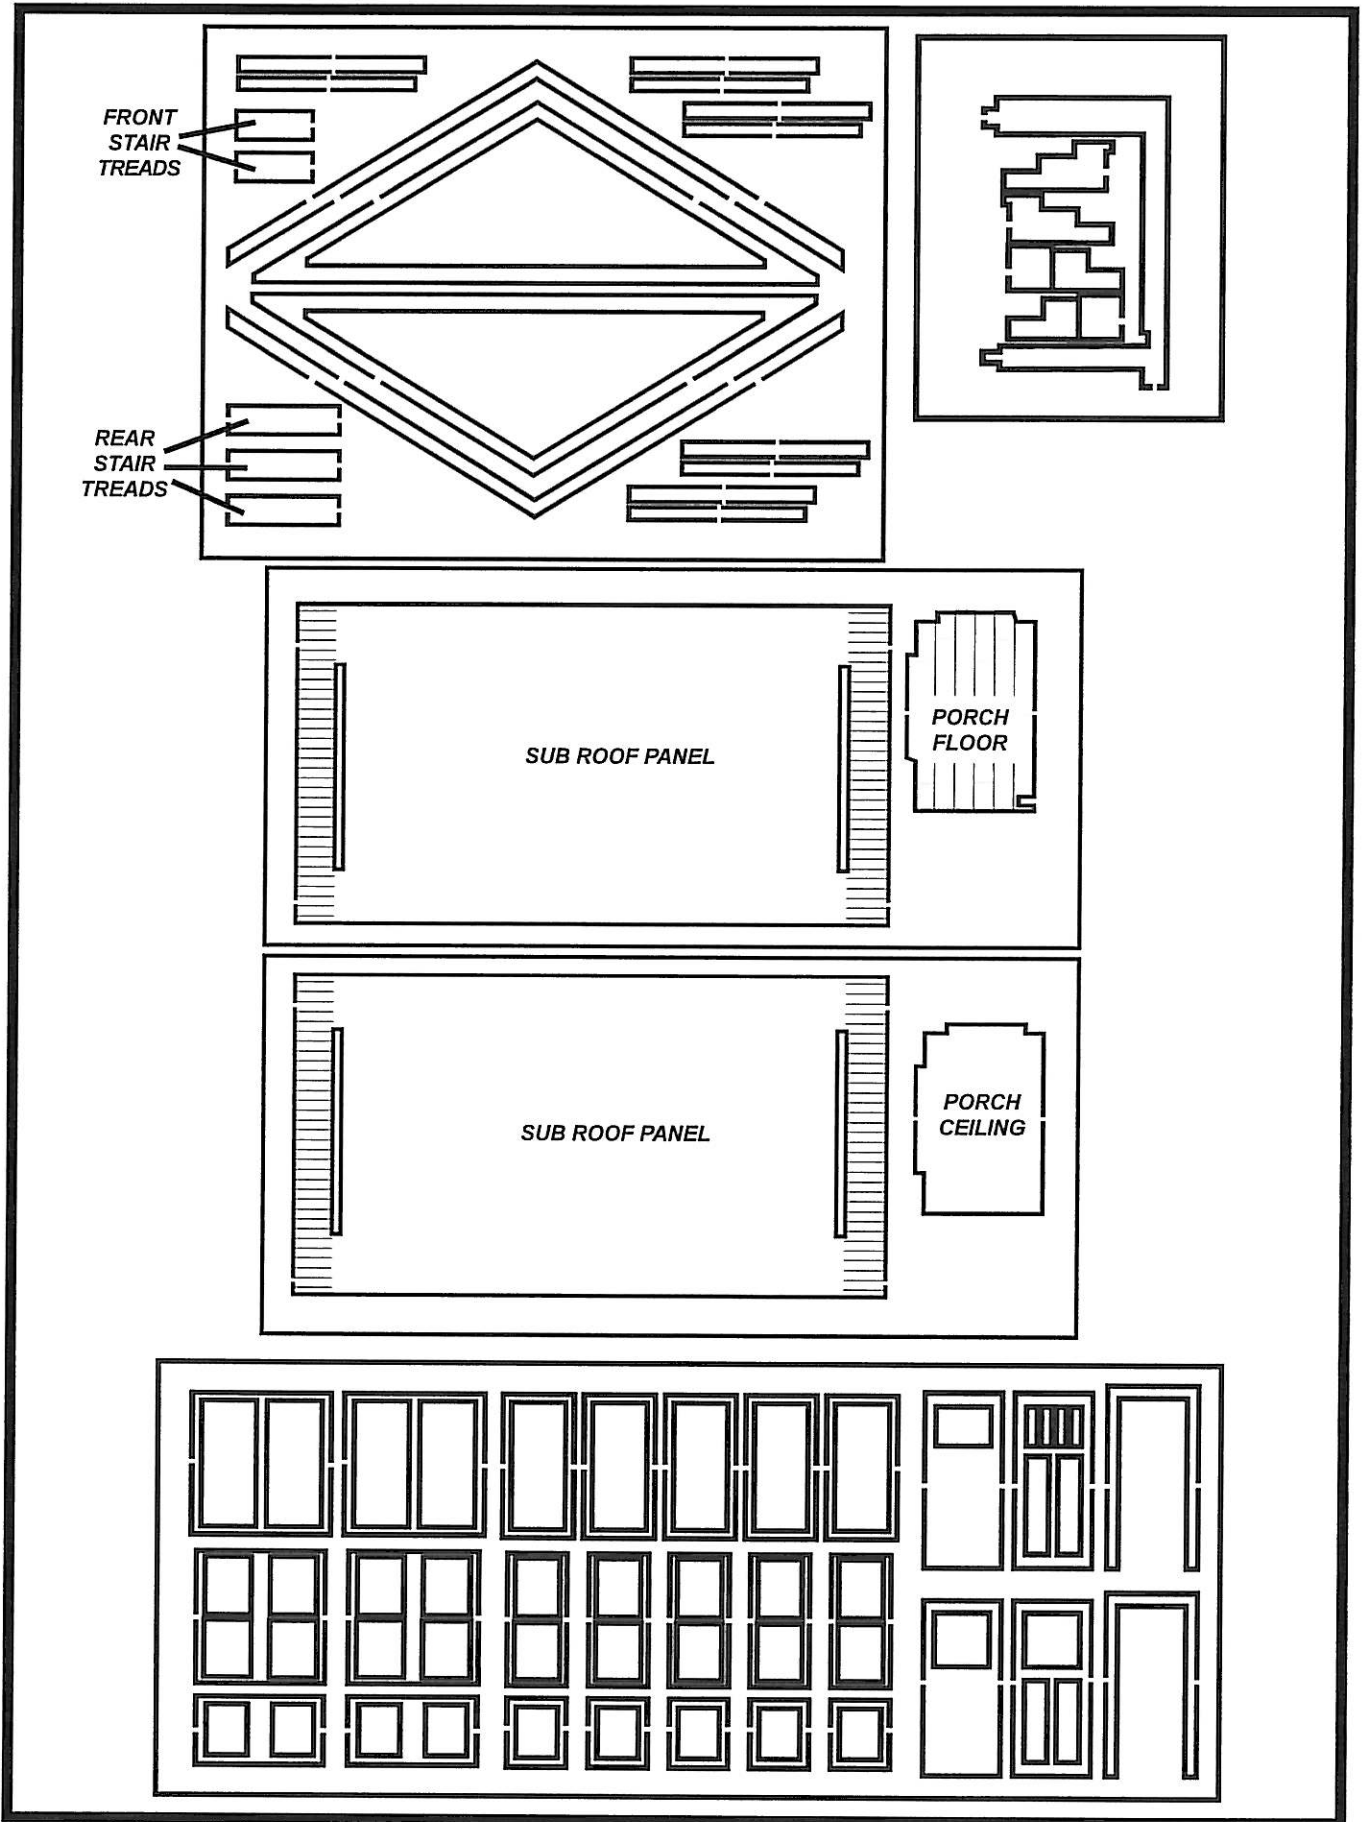 FRONT
STAIR
TREADS
REAR
STAIR
TREADS
SUB ROOF PANEL
PORCH
FLOOR
SUB ROOF PANEL
PORCH
CEILING